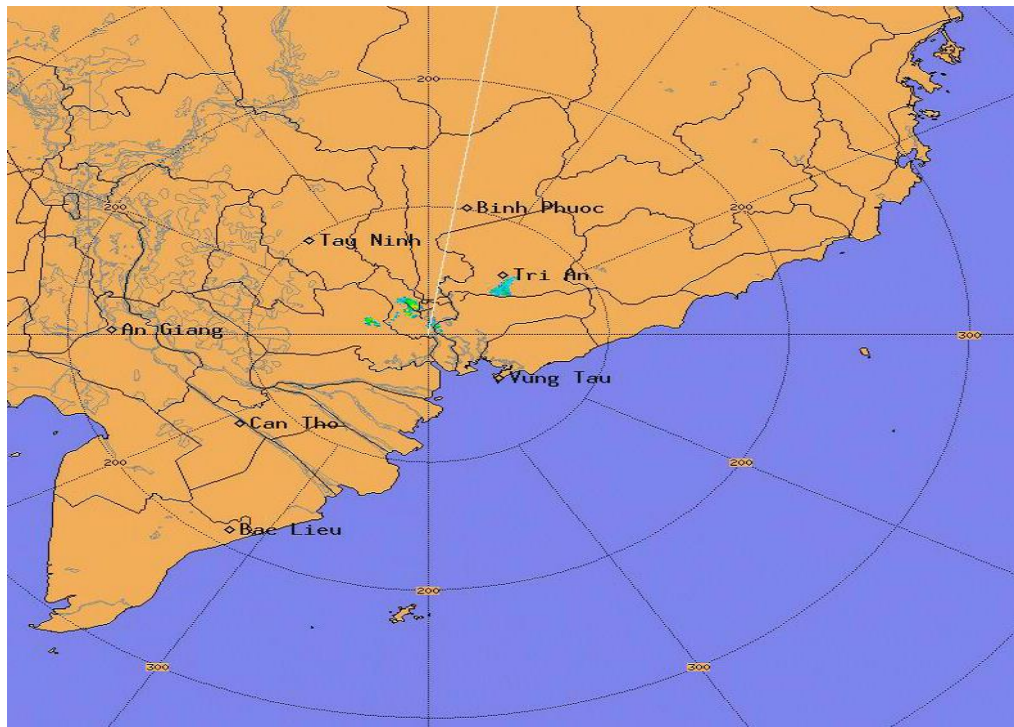 200
200
200
Binh Phuoc
Tay Ninh
Tri An
An Giang
300
Vung Tau
Can Tho
200
200
Bac Lieu
200
300
300